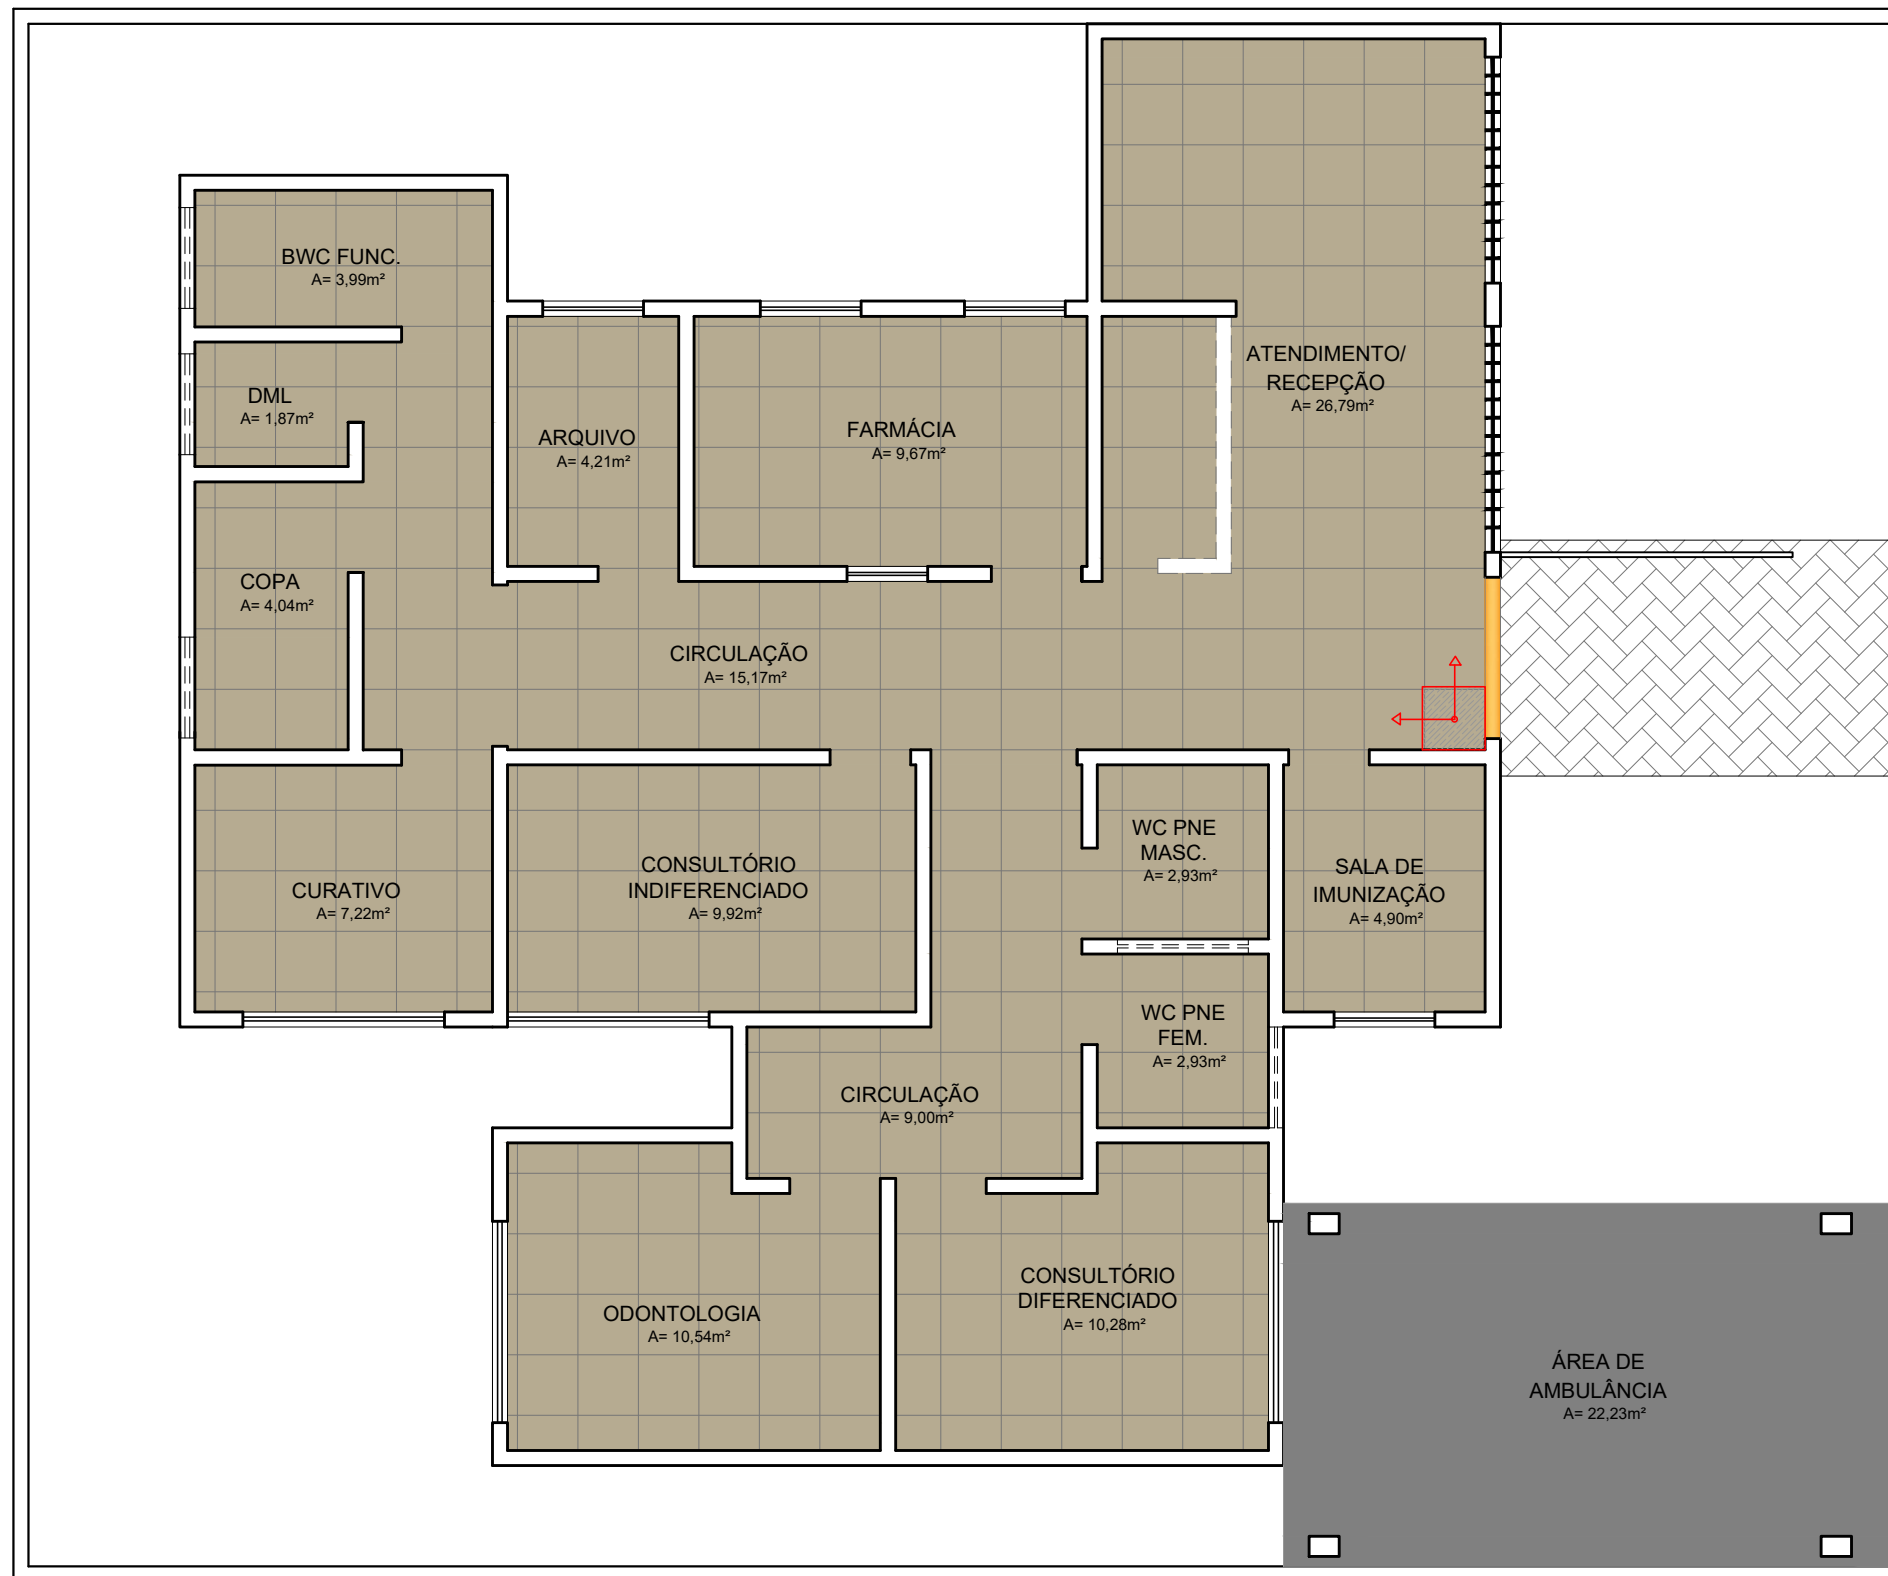 BWC FUNC.
A= 3,99m²
DML
A= 1,87m²
COPA
A= 4,04m²
ARQUIVO
A= 4,21m²
FARMÁCIA
A= 9,67m²
ATENDIMENTO/
RECEPÇÃO
A= 26,79m²
CIRCULAÇÃO
A= 15,17m²
CURATIVO
A= 7,22m²
CONSULTÓRIO
INDIFERENCIADO
A= 9,92m²
WC PNE
MASC.
A= 2,93m²
SALA DE
IMUNIZAÇÃO
A= 4,90m²
WC PNE
FEM.
A= 2,93m²
CIRCULAÇÃO
A= 9,00m²
ODONTOLOGIA
A= 10,54m²
CONSULTÓRIO
DIFERENCIADO
A= 10,28m²
ÁREA DE
AMBULÂNCIA
A= 22,23m²